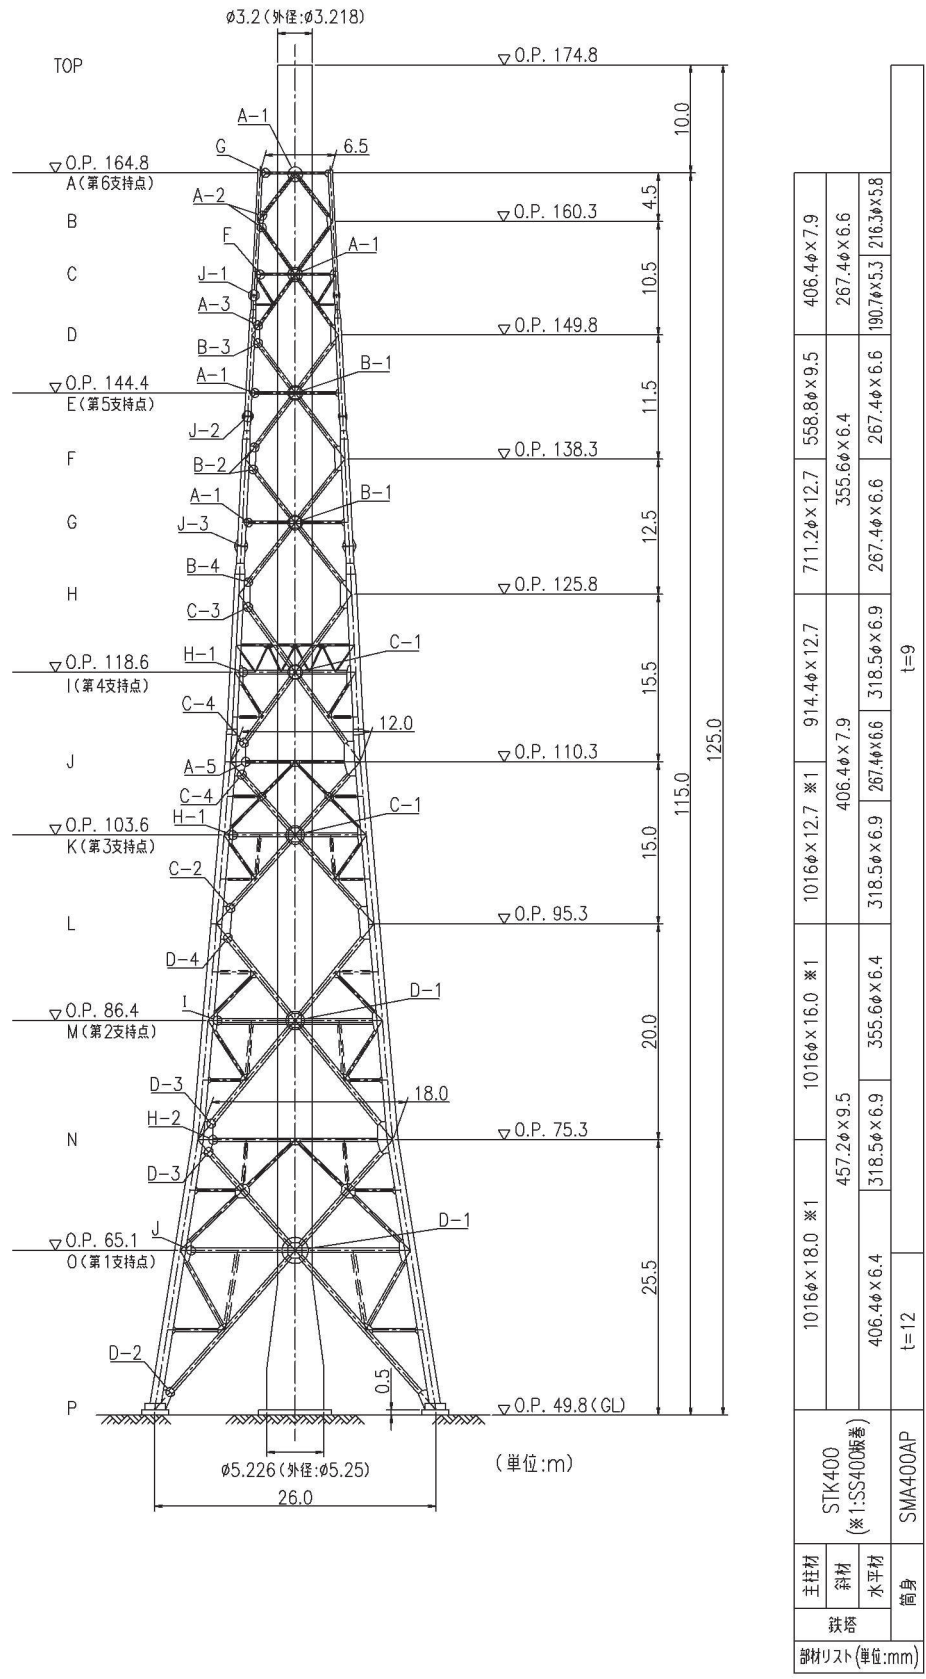 φ3.2(外径:φ3.218)
TOP
▽O.P. 174.8
A-1
G
6.5
10.0
▽O.P. 164.8
A(第6支持点)
A-2
4.5
B
▽O.P. 160.3
F
A-1
C
J-1
10.5
A-3
D
▽O.P. 149.8
B-3
B-1
A-1
▽O.P. 144.4
E(第5支持点)
11.5
J-2
F
B-2
▽O.P. 138.3
A-1
B-1
G
J-3
12.5
B-4
H
▽O.P. 125.8
C-3
C-1
▽O.P. 118.6
H-1
I(第4支持点)
15.5
C-4
12.0
125.0
J
A-5
▽O.P. 110.3
115.0
C-4
C-1
H-1
▽O.P. 103.6
K(第3支持点)
15.0
C-2
L
▽O.P. 95.3
D-4
D-1
I
▽O.P. 86.4
M(第2支持点)
20.0
D-3
18.0
H-2
N
▽O.P. 75.3
D-3
D-1
J
▽O.P. 65.1
O(第1支持点)
25.5
D-2
0.5
P
▽O.P. 49.8(GL)
φ5.226(外径:φ5.25)
(単位:m)
26.0
406.4φ×7.9
558.8φ×9.5
711.2φ×12.7
914.4φ×12.7
1016φ×12.7 ※1
1016φ×16.0 ※1
1016φ×18.0 ※1
267.4φ×6.6
355.6φ×6.4
406.4φ×7.9
457.2φ×9.5
216.3φ×5.8
190.7φ×5.3
267.4φ×6.6
267.4φ×6.6
318.5φ×6.9
267.4φ×6.6
318.5φ×6.9
355.6φ×6.4
318.5φ×6.9
406.4φ×6.4
t=9
t=12
STK400
(※1:SS400板巻)
SMA400AP
主柱材
斜材
水平材
筒身
鉄塔
部材リスト(単位:mm)